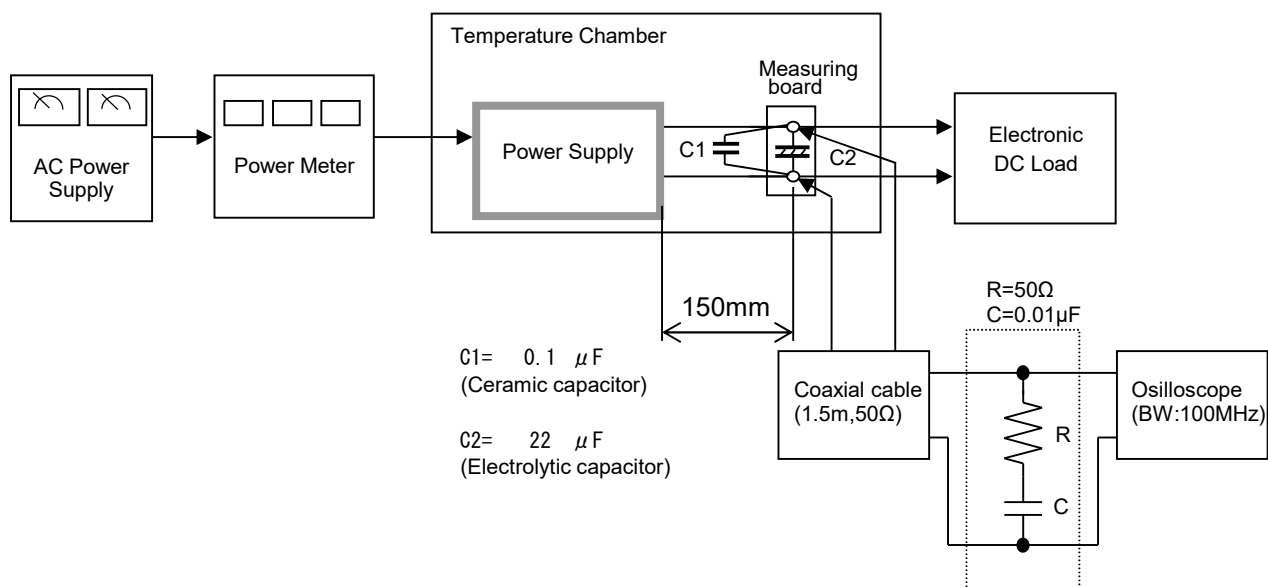 Temperature Chamber
Measuring
board
AC Power
Supply
Power Meter
Power Supply
C1
C2
Electronic
DC Load
150mm
R=50Ω
C=0.01µF
C1= 0.1 μF
(Ceramic capacitor)
C2= 22 μF
(Electrolytic capacitor)
Coaxial cable
(1.5m,50Ω)
R
C
Osilloscope
(BW:100MHz)